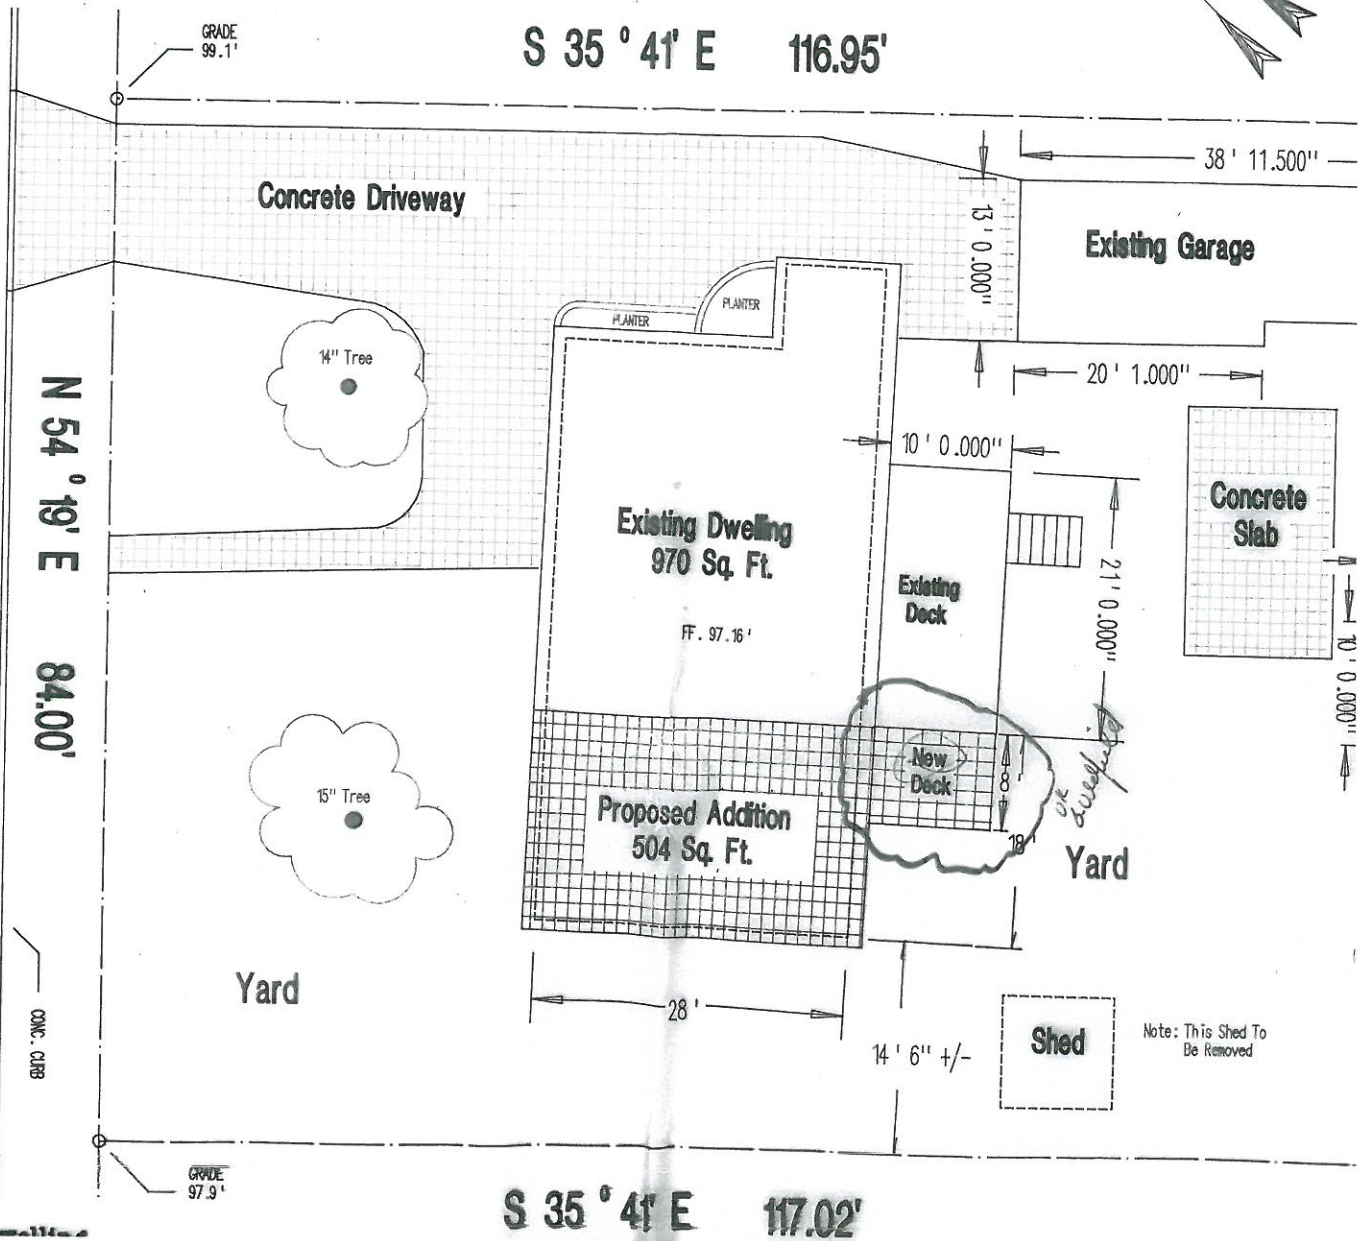 GRADE
99.1'
S 35 ° 41' E 116.95'
38 ' 11.500"
Concrete Driveway
13 ' 0.000"
Existing Garage
PLANTER
PLANTER
14" Tree
20 ' 1.000"
N 54 ° 19' E 84.00'
10 ' 0.000"
Concrete
Slab
Existing Dwelling
970 Sq. Ft.
Existing
Deck
21 ' 0.000"
FF. 97.16 '
10 ' 0.000"
New
Deck
8 '
ok
15" Tree
Proposed Addition
504 Sq. Ft.
18 '
Yard
Yard
28 '
CONC. CURB
14 ' 6" +/-
Shed
Note: This Shed To
Be Removed
GRADE
97.9 '
S 35 ° 41' E 117.02'